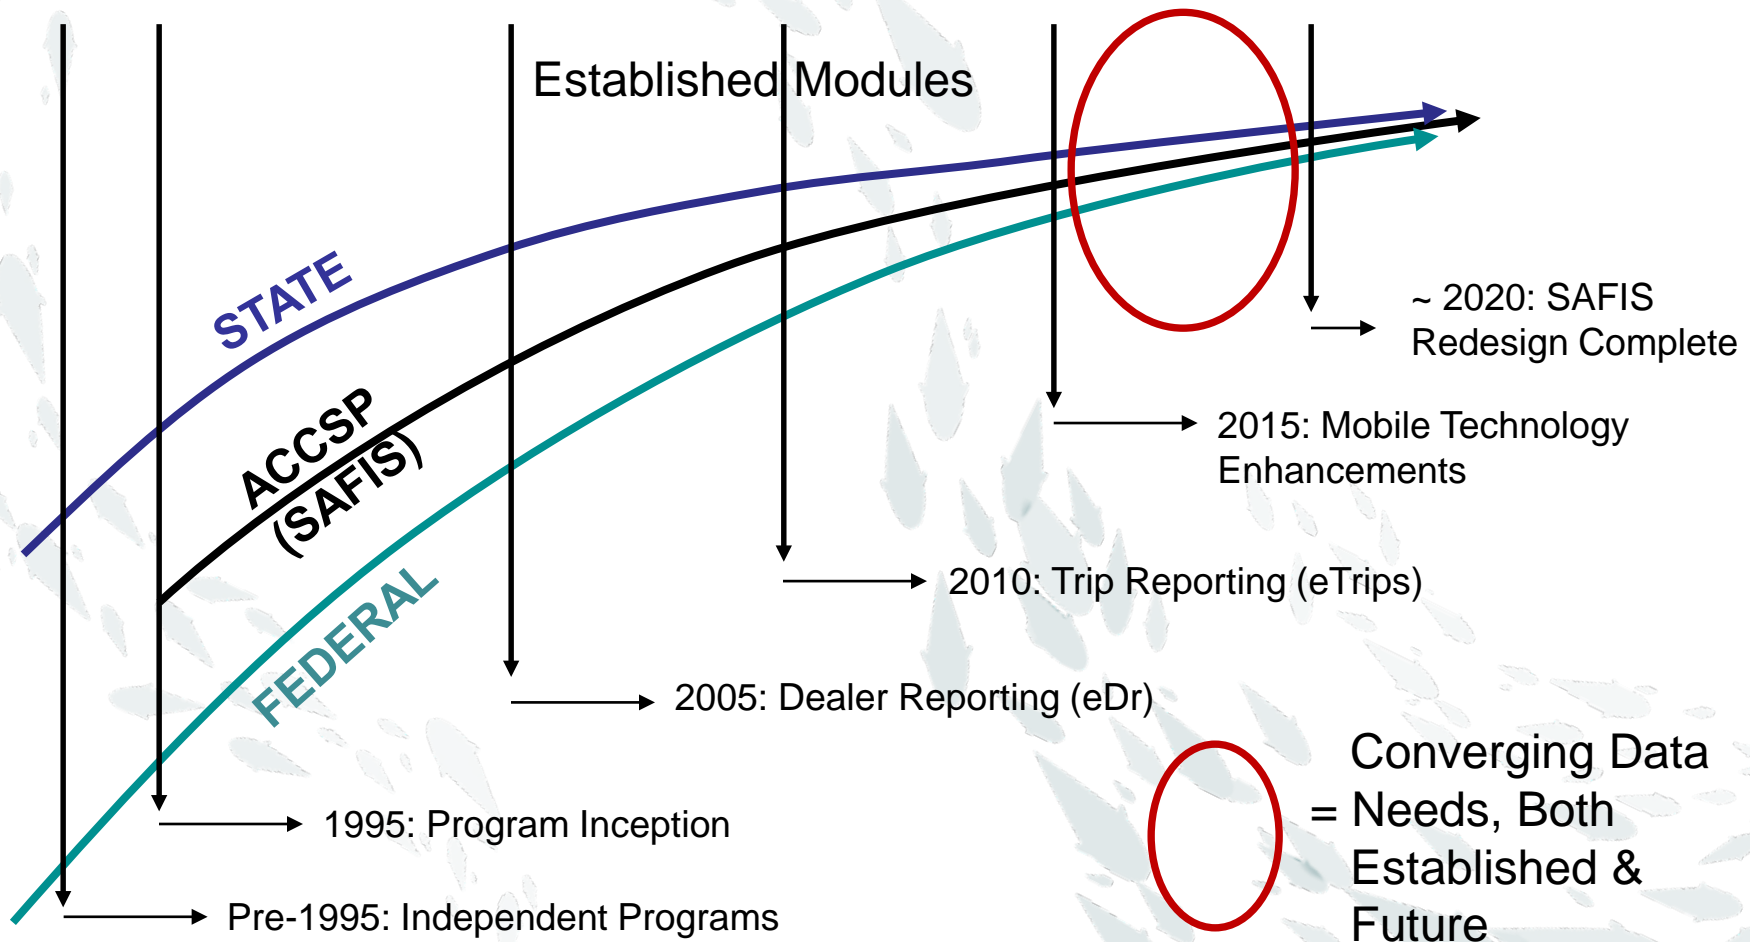 Established Modules
STATE
ACCSP
(SAFIS)
FEDERAL
~ 2020: SAFIS
Redesign Complete
2015: Mobile Technology
Enhancements
2010: Trip Reporting (eTrips)
2005: Dealer Reporting (eDr)
1995: Program Inception
Pre-1995: Independent Programs
Converging Data
= Needs, Both
Established &
Future